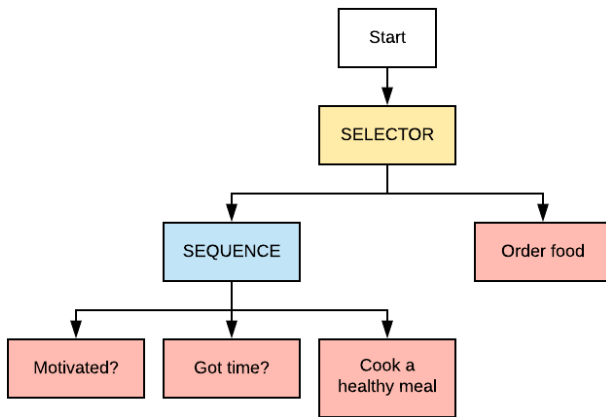 Start
SELECTOR
SEQUENCE
Order food
Motivated?
Got time?
Cook a
healthy meal